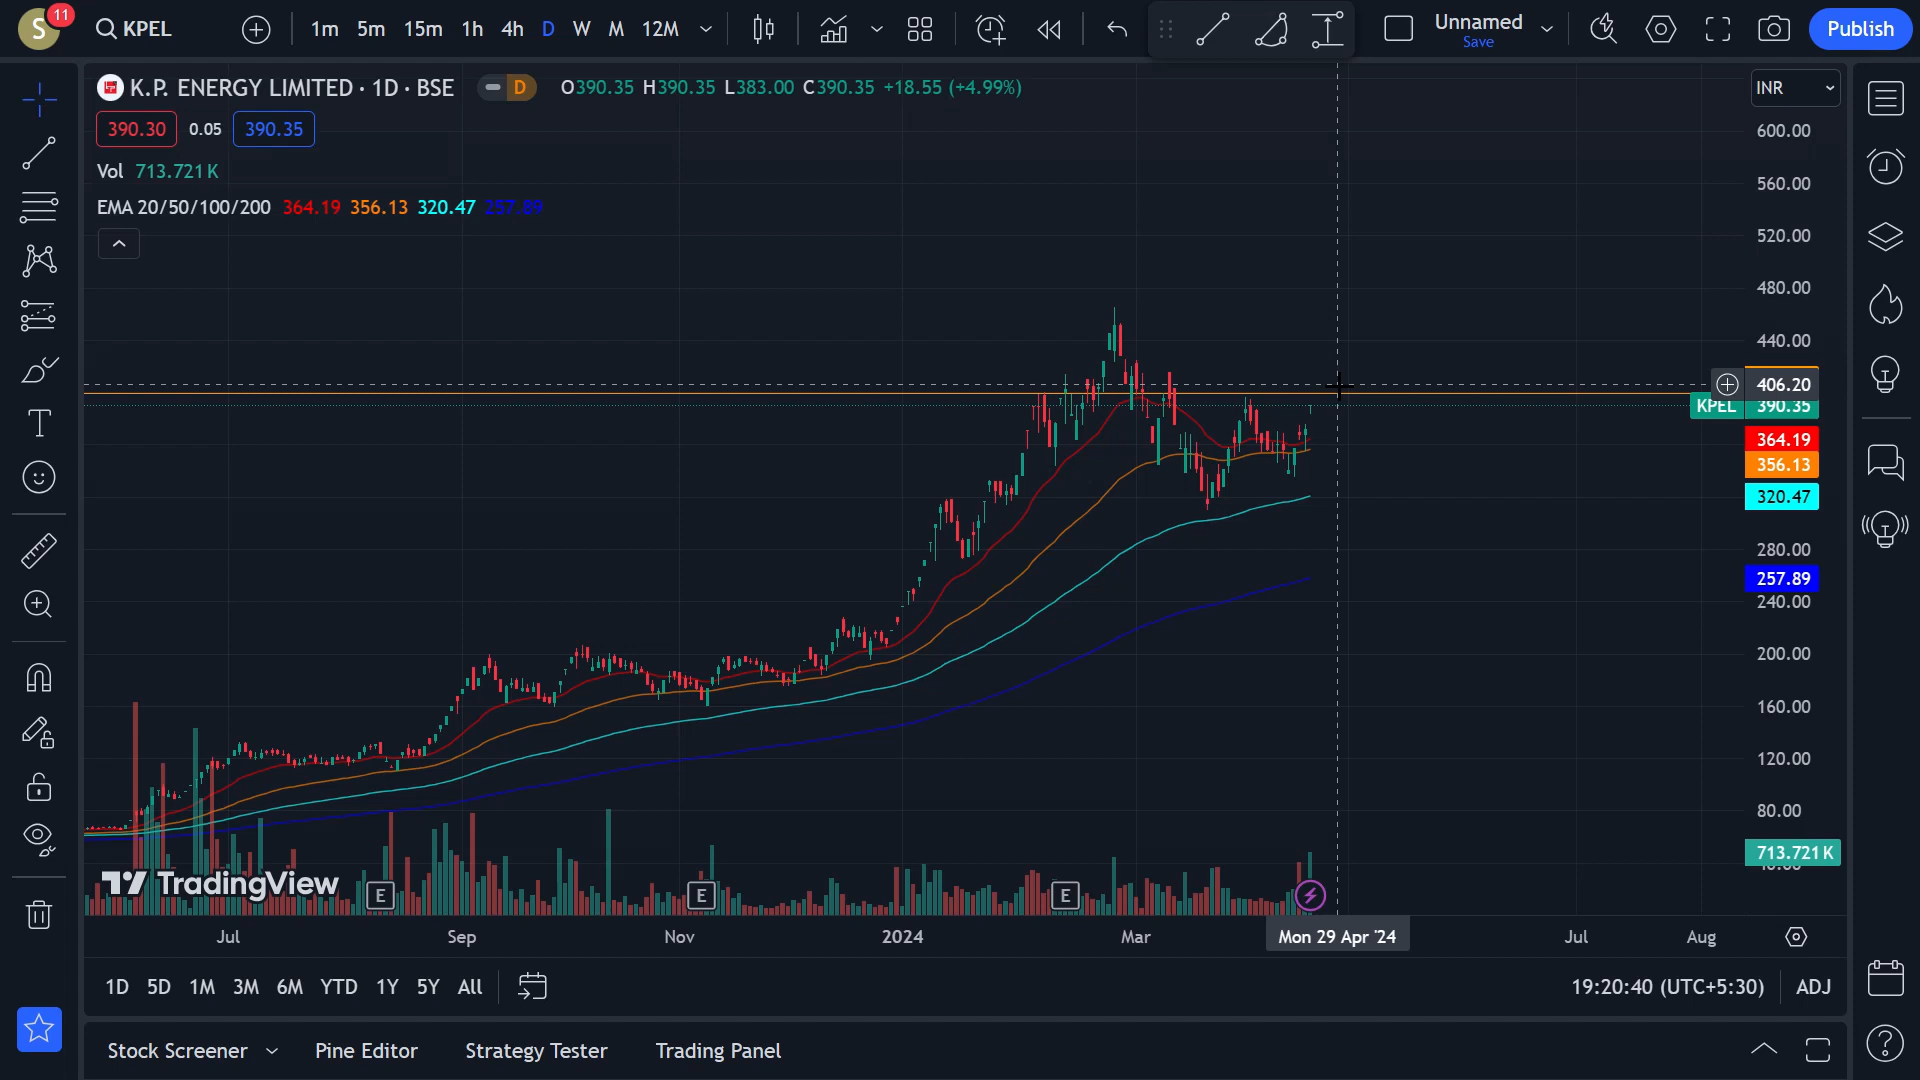 S
11
KPEL
1m 5m 15m 1h 4h D W M 12M
Unnamed
Save
Publish
K.P. ENERGY LIMITED · 1D · BSE D O390.35 H390.35 L383.00 C390.35 +18.55 (+4.99%)
INR
390.30 0.05 390.35
Vol 713.721 K
EMA 20/50/100/200 364.19 356.13 320.47 257.89
600.00
560.00
520.00
480.00
440.00
406.20
KPEL 390.35
364.19
356.13
320.47
280.00
257.89
240.00
200.00
160.00
120.00
80.00
713.721 K
TradingView
E E E
Jul Sep Nov 2024 Mar Mon 29 Apr '24 Jul Aug
1D 5D 1M 3M 6M YTD 1Y 5Y All 19:20:40 (UTC+5:30) ADJ
Stock Screener Pine Editor Strategy Tester Trading Panel